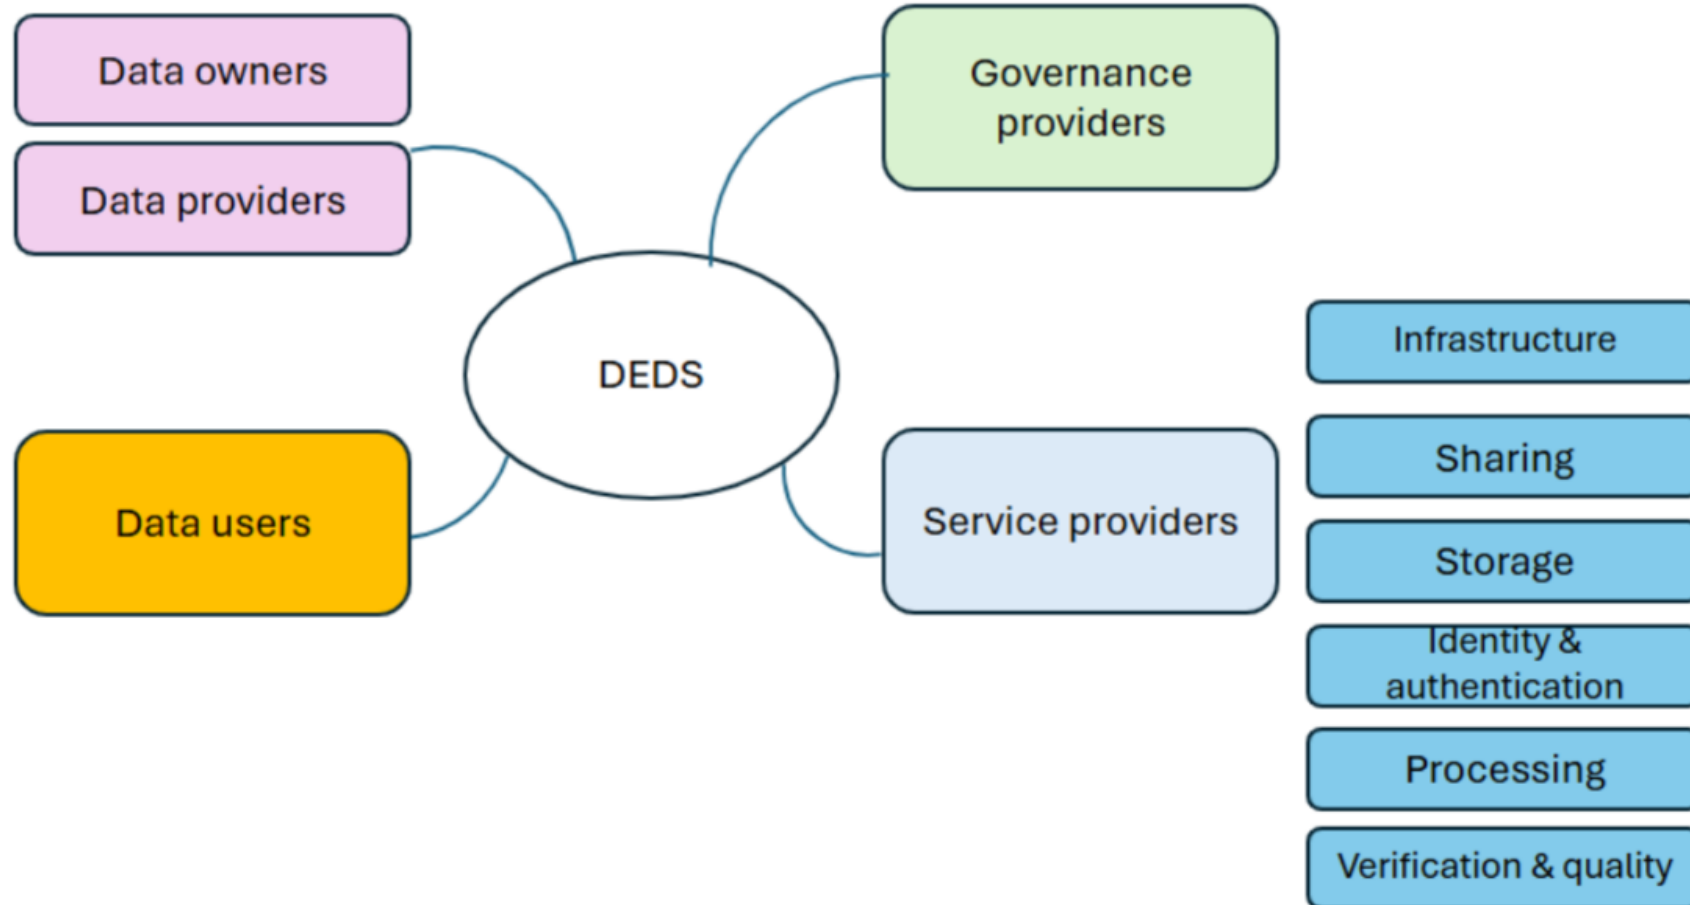 Data owners
Data providers
Governance
providers
DEDS
Data users
Service providers
Infrastructure
Sharing
Storage
Identity &
authentication
Processing
Verification & quality